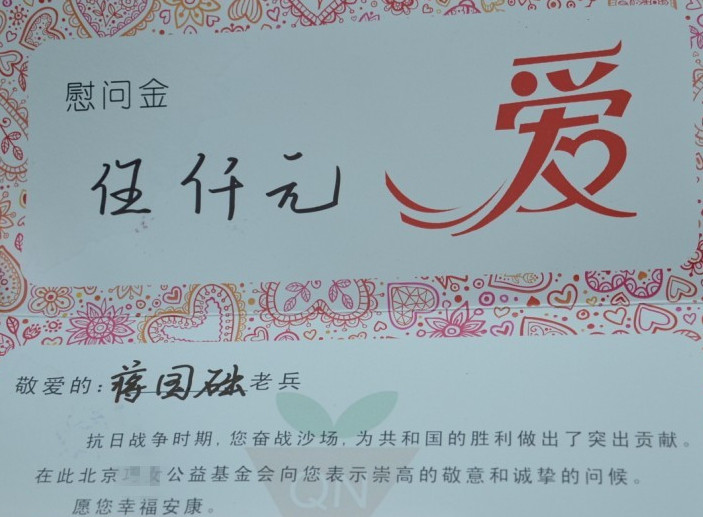 慰问金
爱
伍仟元
敬爱的:蒋国础老兵
抗日战争时期,您奋战沙场,为共和国的胜利做出了突出贡献。
在此北京公益基金会向您表示崇高的敬意和诚挚的问候。
愿您幸福安康。
QN